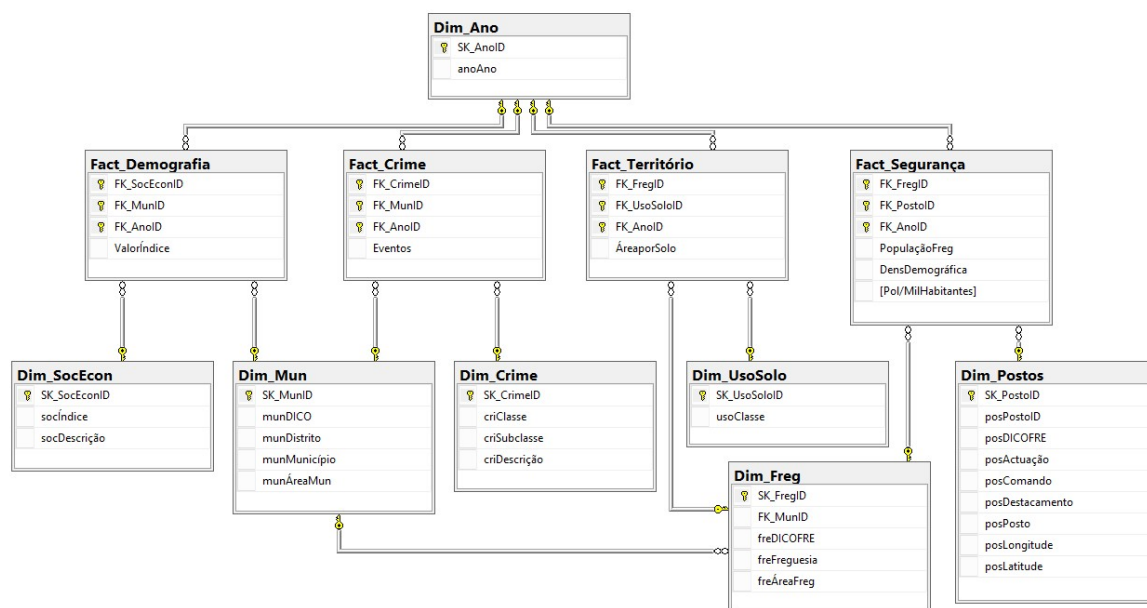 Dim_Ano
SK_AnoID
anoAno
Fact_Demografia
FK_SocEconID
FK_MunID
FK_AnoID
ValorÍndice
Fact_Crime
FK_CrimeID
FK_MunID
FK_AnoID
Eventos
Fact_Território
FK_FregID
FK_UsoSoloID
FK_AnoID
ÁreaporSolo
Fact_Segurança
FK_FregID
FK_PostoID
FK_AnoID
PopulaçãoFreg
DensDemográfica
[Pol/MilHabitantes]
Dim_SocEcon
SK_SocEconID
socÍndice
socDescrição
Dim_Mun
SK_MunID
munDICO
munDistrito
munMunicípio
munÁreaMun
Dim_Crime
SK_CrimeID
criClasse
criSubclasse
criDescrição
Dim_UsoSolo
SK_UsoSoloID
usoClasse
Dim_Postos
SK_PostoID
posPostoID
posDICOFRE
posActuação
posComando
posDestacamento
posPosto
posLongitude
posLatitude
Dim_Freg
SK_FregID
FK_MunID
freDICOFRE
freFreguesia
freÁreaFreg